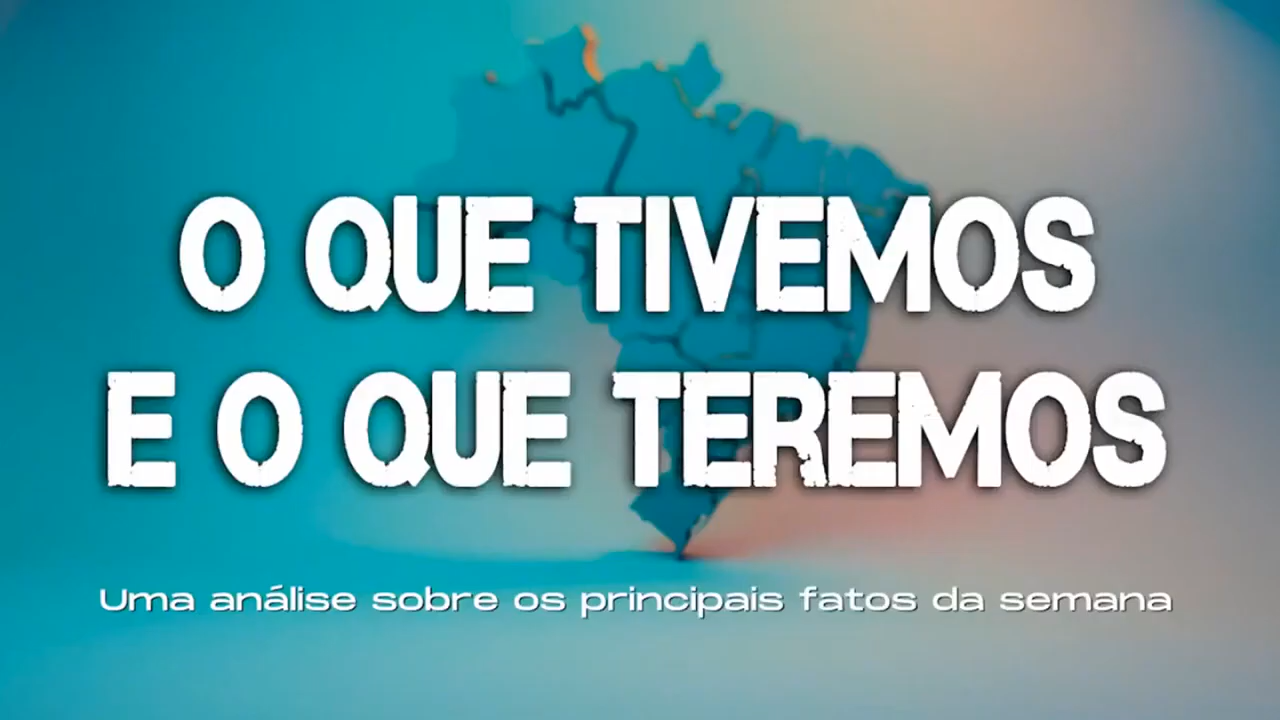 O QUE TIVEMOS
E O QUE TEREMOS
Uma análise sobre os principais fatos da semana